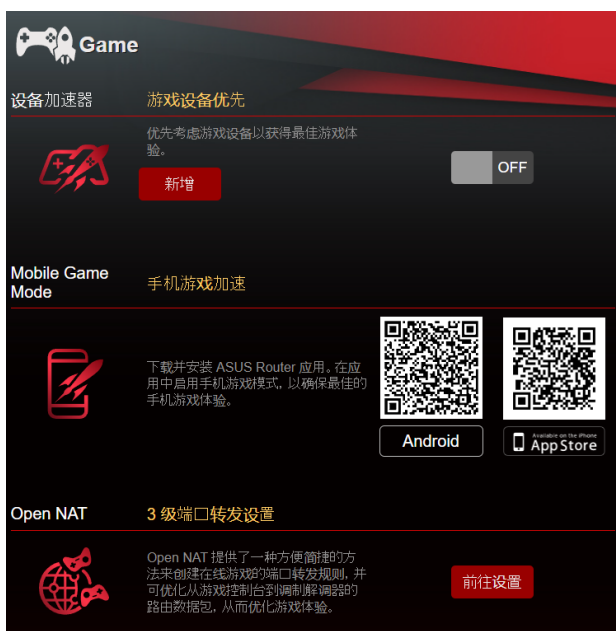 Game
设备加速器
游戏设备优先
优先考虑游戏设备以获得最佳游戏体
验。
新增
OFF
Mobile Game
Mode
手机游戏加速
下载并安装 ASUS Router 应用。在应
用中启用手机游戏模式，以确保最佳的
手机游戏体验。
Android
Available on the iPhone
App Store
Open NAT
3 级端口转发设置
Open NAT 提供了一种方便简捷的方
法来创建在线游戏的端口转发规则，并
可优化从游戏控制台到调制解调器的
路由数据包，从而优化游戏体验。
前往设置